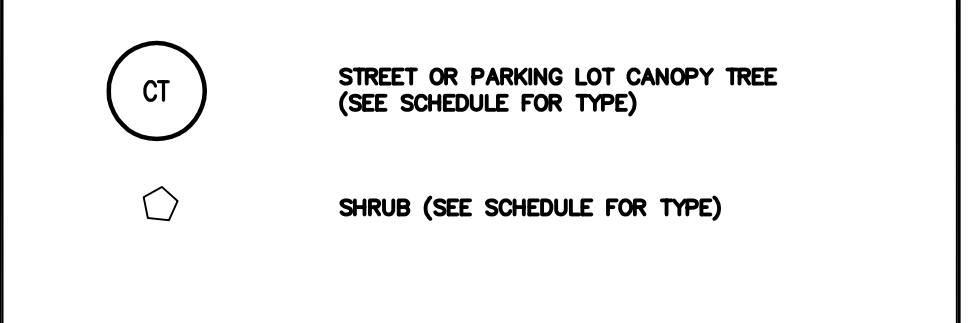 CT
STREET OR PARKING LOT CANOPY TREE
(SEE SCHEDULE FOR TYPE)
SHRUB (SEE SCHEDULE FOR TYPE)